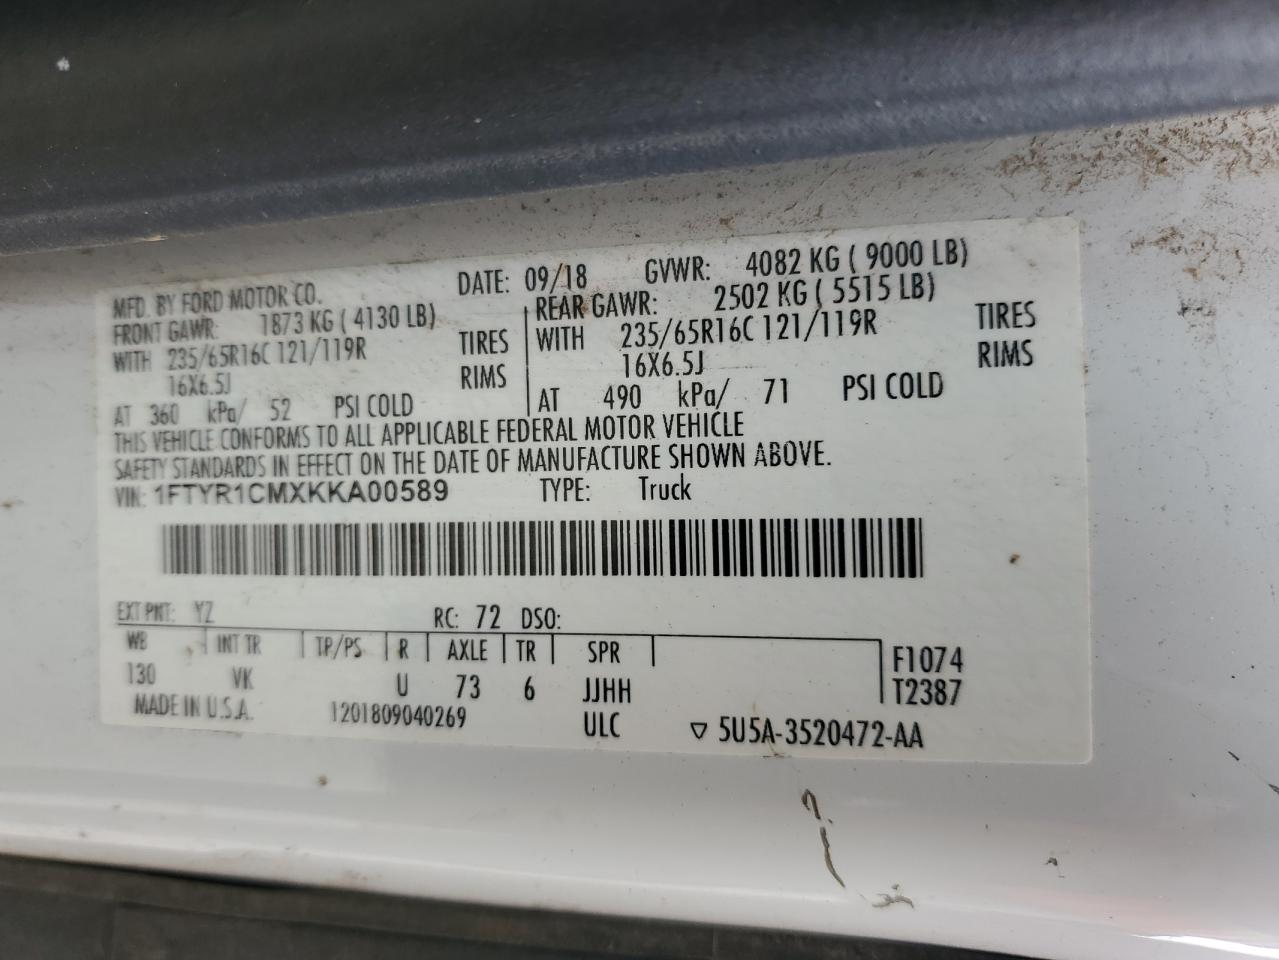 MFD. BY FORD MOTOR CO. DATE: 09/18 GVWR: 4082 KG ( 9000 LB)
FRONT GAWR: 1873 KG ( 4130 LB) REAR GAWR: 2502 KG ( 5515 LB)
WITH 235/65R16C 121/119R TIRES WITH 235/65R16C 121/119R TIRES
16X6.5J RIMS 16X6.5J RIMS
AT 360 kPa/ 52 PSI COLD AT 490 kPa/ 71 PSI COLD
THIS VEHICLE CONFORMS TO ALL APPLICABLE FEDERAL MOTOR VEHICLE
SAFETY STANDARDS IN EFFECT ON THE DATE OF MANUFACTURE SHOWN ABOVE.
VIN: 1FTYR1CMXKKA00589 TYPE: Truck
EXT PNT: YZ RC: 72 DSO:
WB INT TR TP/PS R AXLE TR SPR F1074
130 VK U 73 6 JJHH T2387
MADE IN U.S.A. 1201809040269 ULC ▽ 5U5A-3520472-AA